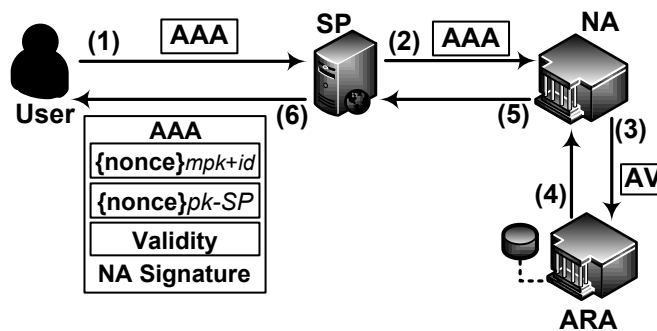 SP
NA
(1)
AAA
(2)
AAA
User
(6)
(5)
(3)
AAA
{nonce}mpk+id
{nonce}pk-SP
Validity
NA Signature
(4)
AV
ARA